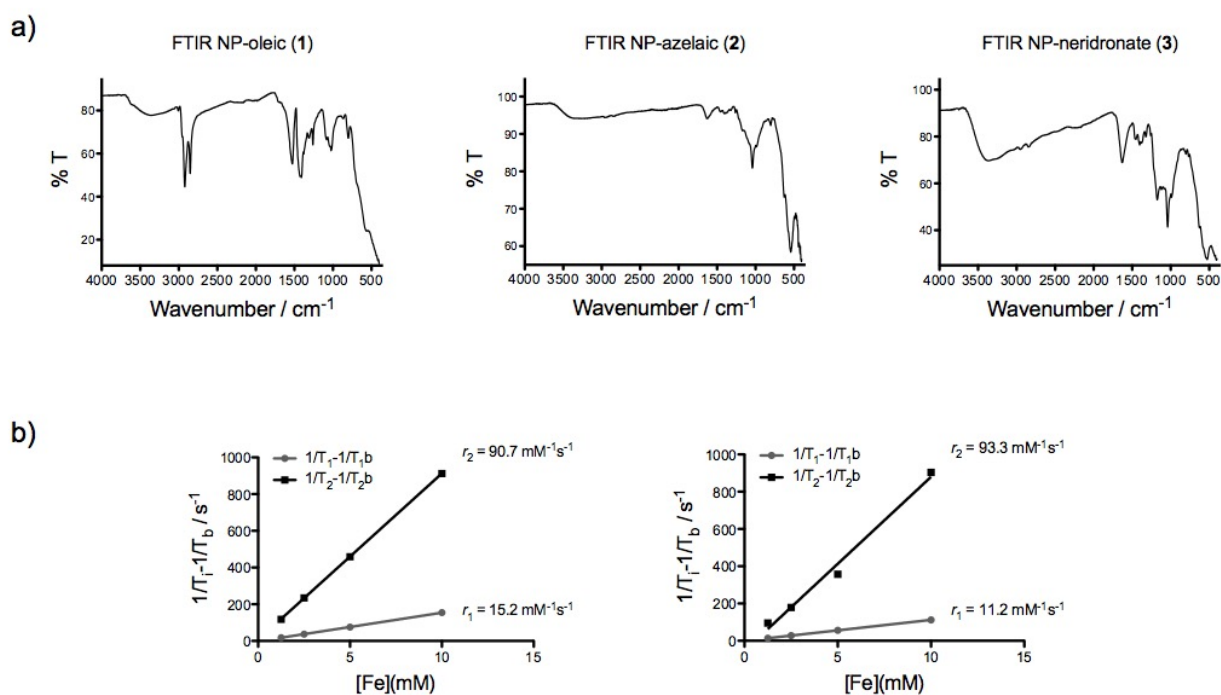 a)
FTIR NP-oleic (1)
FTIR NP-azelaic (2)
FTIR NP-neridronate (3)
% T
80
60
40
20
4000 3500 3000 2500 2000 1500 1000 500
Wavenumber / cm⁻¹
% T
100
90
80
70
60
4000 3500 3000 2500 2000 1500 1000 500
Wavenumber / cm⁻¹
% T
100
80
60
40
4000 3500 3000 2500 2000 1500 1000 500
Wavenumber / cm⁻¹
b)
1/Tᵢ-1/T_b / s⁻¹
1000
800
600
400
200
0
1/T₁-1/T₁b
1/T₂-1/T₂b
r₂ = 90.7 mM⁻¹s⁻¹
r₁ = 15.2 mM⁻¹s⁻¹
0 5 10 15
[Fe](mM)
1/Tᵢ-1/T_b / s⁻¹
1000
800
600
400
200
0
1/T₁-1/T₁b
1/T₂-1/T₂b
r₂ = 93.3 mM⁻¹s⁻¹
r₁ = 11.2 mM⁻¹s⁻¹
0 5 10 15
[Fe](mM)